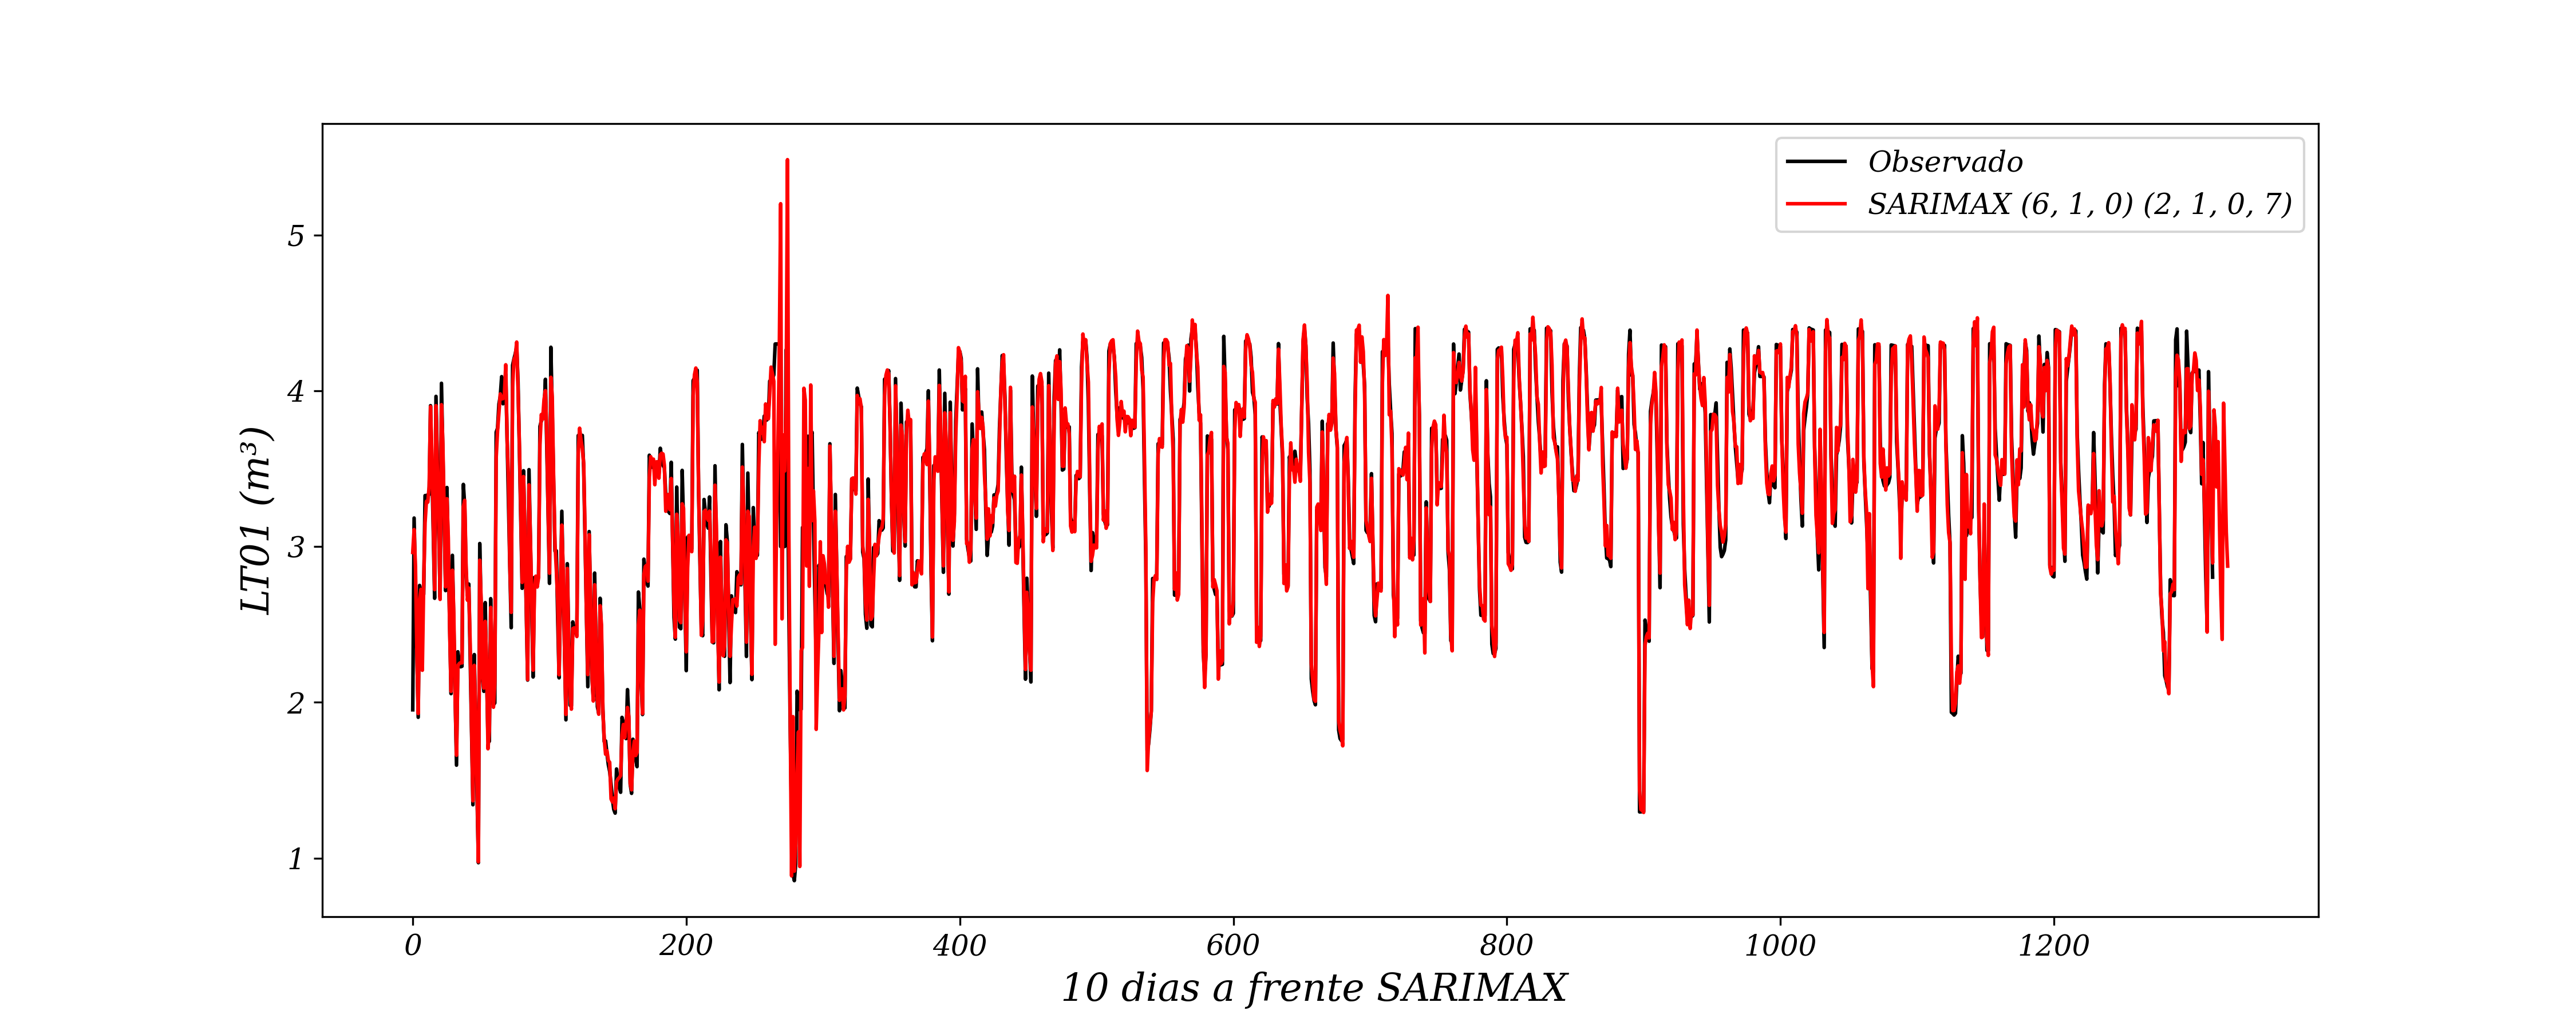 Observado
SARIMAX (6, 1, 0) (2, 1, 0, 7)
LT01 (m³)
5
4
3
2
1
0 200 400 600 800 1000 1200
10 dias a frente SARIMAX